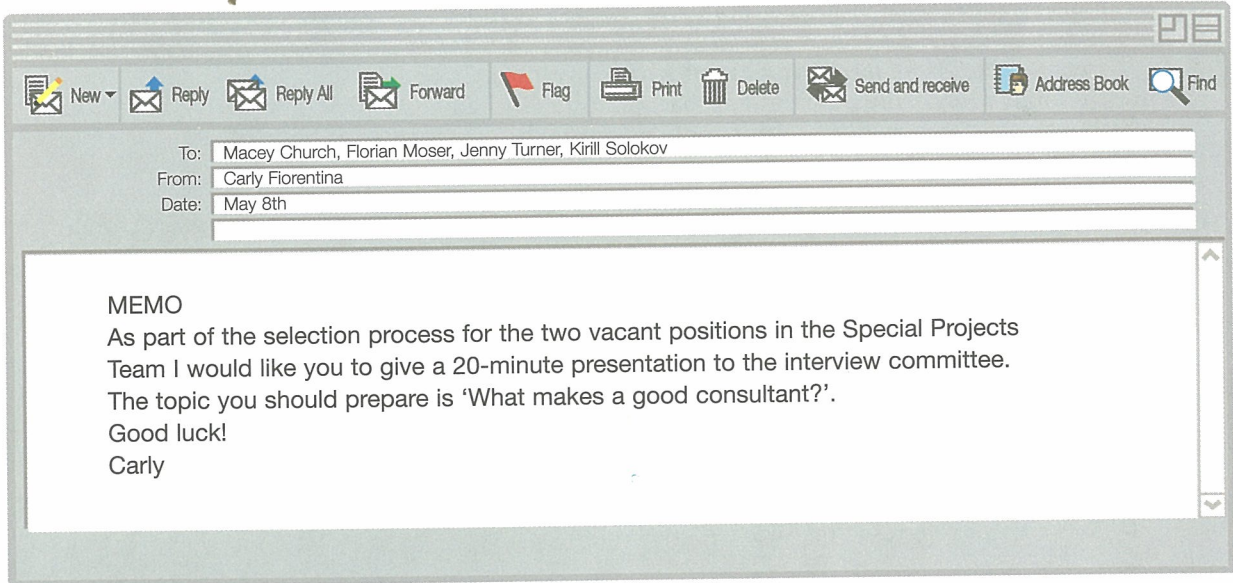 New Reply Reply All Forward Flag Print Delete Send and receive Address Book Find
To: Macey Church, Florian Moser, Jenny Turner, Kirill Solokov
From: Carly Fiorentina
Date: May 8th
MEMO
As part of the selection process for the two vacant positions in the Special Projects
Team I would like you to give a 20-minute presentation to the interview committee.
The topic you should prepare is ‘What makes a good consultant?’.
Good luck!
Carly